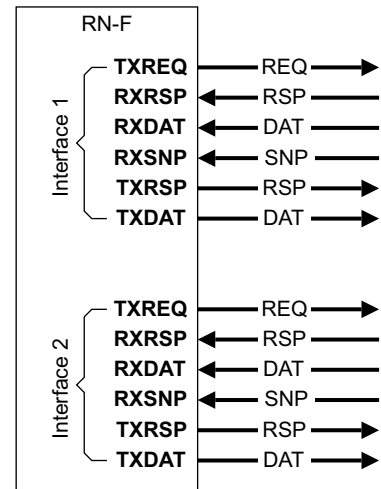 RN-F
Interface 1
TXREQ REQ
RXRSP RSP
RXDAT DAT
RXSNP SNP
TXRSP RSP
TXDAT DAT
Interface 2
TXREQ REQ
RXRSP RSP
RXDAT DAT
RXSNP SNP
TXRSP RSP
TXDAT DAT